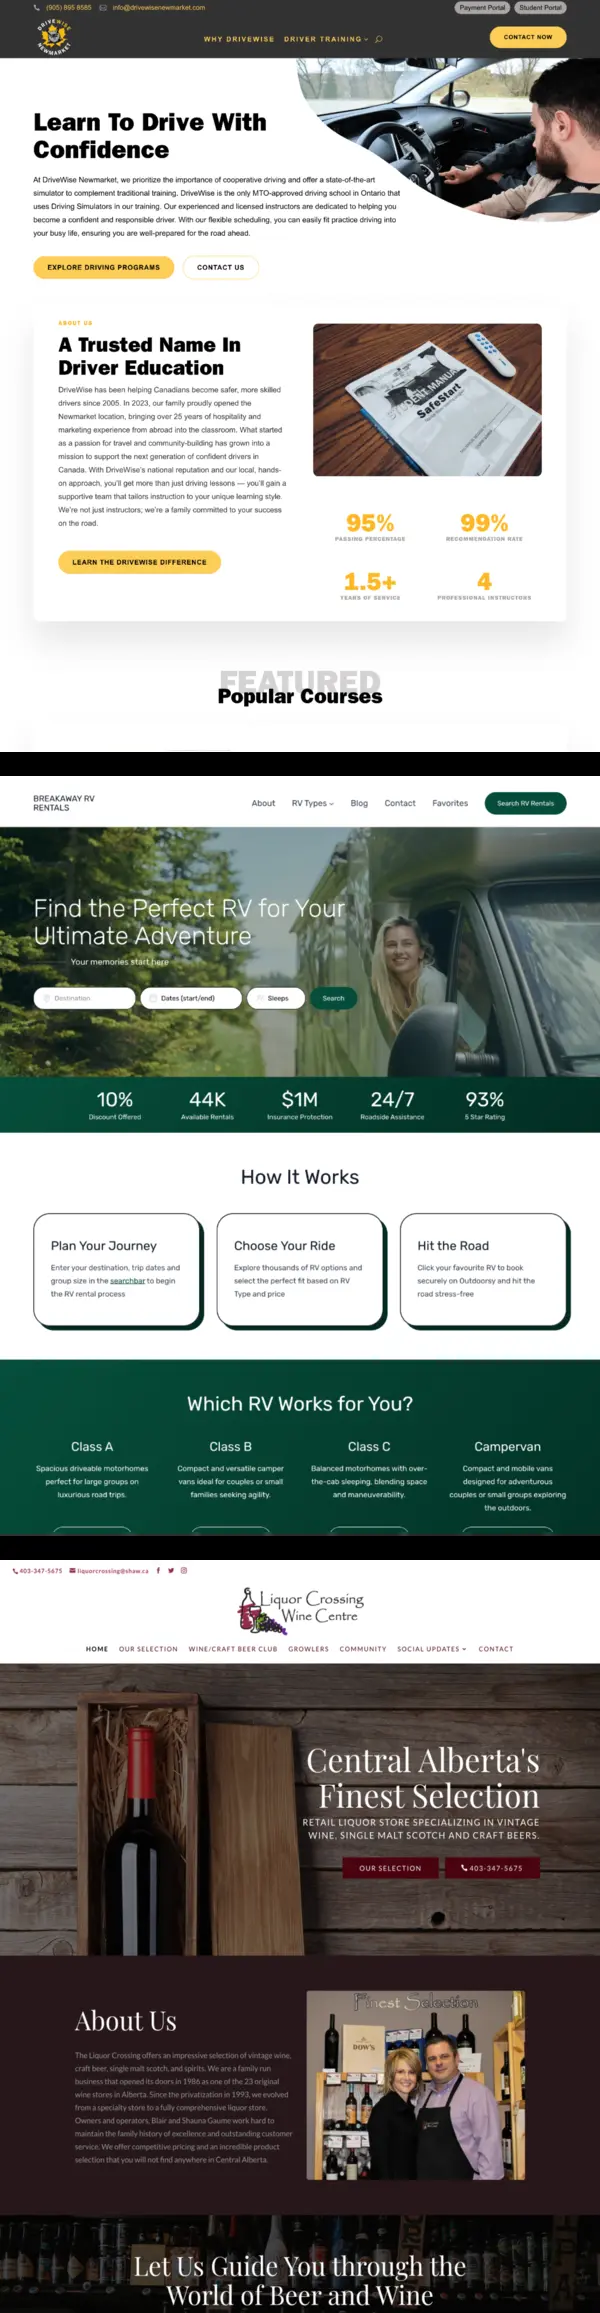 (905) 895 8585 info@drivewisenewmarket.com Payment Portal Student Portal
DRIVEWISE
NEWMARKET
WHY DRIVEWISE DRIVER TRAINING CONTACT NOW
Learn To Drive With
Confidence
At DriveWise Newmarket, we prioritize the importance of cooperative driving and offer a state-of-the-art
simulator to complement traditional training, DriveWise is the only MTO-approved driving school in Ontario that
uses Driving Simulators in our training. Our experienced and licensed instructors are dedicated to helping you
become a confident and responsible driver. With our flexible scheduling, you can easily fit practice driving into
your busy life, ensuring you are well-prepared for the road ahead.
EXPLORE DRIVING PROGRAMS CONTACT US
ABOUT US
A Trusted Name In
Driver Education
DriveWise has been helping Canadians become safer, more skilled
drivers since 2005. In 2023, our family proudly opened the
Newmarket location, bringing over 25 years of hospitality and
marketing experience from abroad into the classroom. What started
as a passion for travel and community-building has grown into a
mission to support the next generation of confident drivers in
Canada. With DriveWise's national reputation and our local, hands-
on approach, you'll get more than just driving lessons — you'll gain a
supportive team that tailors instruction to your unique learning style.
We're not just instructors; we're a family committed to your success
on the road.
LEARN THE DRIVEWISE DIFFERENCE
STUDENT MANUAL
SafeStart
95% 99%
PASSING PERCENTAGE RECOMMENDATION RATE
1.5+ 4
YEARS OF SERVICE PROFESSIONAL INSTRUCTORS
FEATURED
Popular Courses
BREAKAWAY RV
RENTALS
About RV Types Blog Contact Favorites Search RV Rentals
Find the Perfect RV for Your
Ultimate Adventure
Your memories start here
Destination Dates (start/end) Sleeps Search
10% 44K $1M 24/7 93%
Discount Offered Available Rentals Insurance Protection Roadside Assistance 5 Star Rating
How It Works
Plan Your Journey
Enter your destination, trip dates and
group size in the searchbar to begin
the RV rental process
Choose Your Ride
Explore thousands of RV options and
select the perfect fit based on RV
Type and price
Hit the Road
Click your favourite RV to book
securely on Outdoorsy and hit the
road stress-free
Which RV Works for You?
Class A
Spacious driveable motorhomes
perfect for large groups on
luxurious road trips.
Class B
Compact and versatile camper
vans ideal for couples or small
families seeking agility.
Class C
Balanced motorhomes with over-
the-cab sleeping, blending space
and maneuverability.
Campervan
Compact and mobile vans
designed for adventurous
couples or small groups exploring
the outdoors.
403-347-5675 liquorcrossing@shaw.ca
Liquor Crossing
Wine Centre
HOME OUR SELECTION WINE/CRAFT BEER CLUB GROWLERS COMMUNITY SOCIAL UPDATES CONTACT
Central Alberta's
Finest Selection
RETAIL LIQUOR STORE SPECIALIZING IN VINTAGE
WINE, SINGLE MALT SCOTCH AND CRAFT BEERS.
OUR SELECTION 403-347-5675
About Us
The Liquor Crossing offers an impressive selection of vintage wine,
craft beer, single malt scotch, and spirits. We are a family run
business that opened its doors in 1986 as one of the 23 original
wine stores in Alberta. Since the privatization in 1993, we evolved
from a specialty store to a fully comprehensive liquor store.
Owners and operators, Blair and Shauna Gaume work hard to
maintain the family history of excellence and outstanding customer
service. We offer competitive pricing and an incredible product
selection that you will not find anywhere in Central Alberta.
Finest Selection
DOW'S
Let Us Guide You through the
World of Beer and Wine